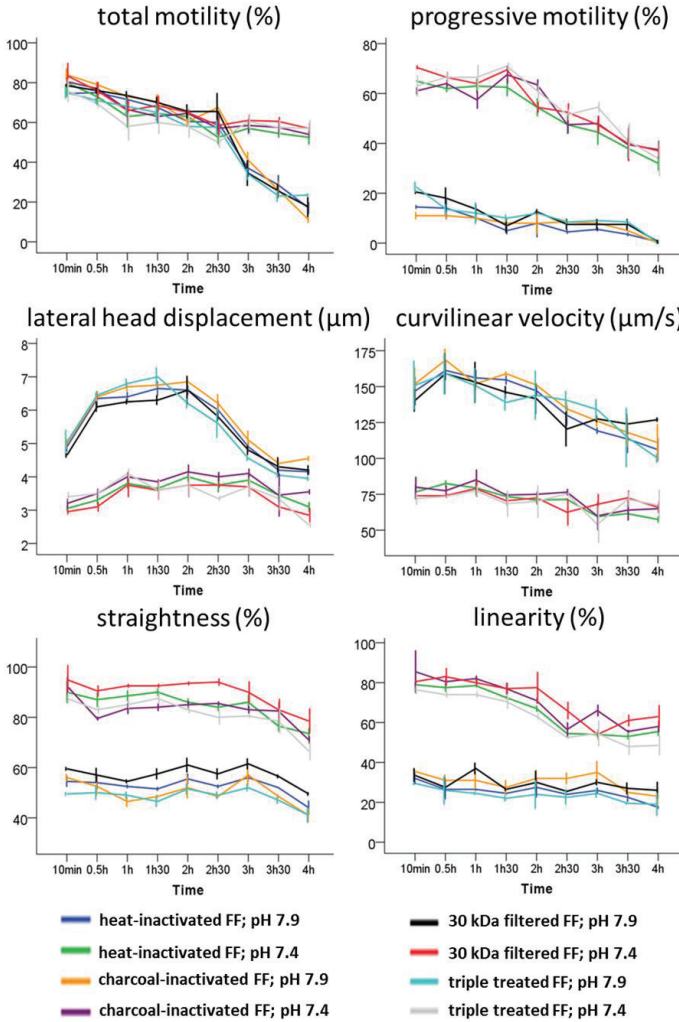 total motility (%)
progressive motility (%)
100
80
60
40
20
0
10min 0.5h 1h 1h30 2h 2h30 3h 3h30 4h
Time
80
60
40
20
0
10min 0.5h 1h 1h30 2h 2h30 3h 3h30 4h
Time
lateral head displacement (µm)
curvilinear velocity (µm/s)
8
7
6
5
4
3
2
10min 0.5h 1h 1h30 2h 2h30 3h 3h30 4h
Time
175
150
125
100
75
50
10min 0.5h 1h 1h30 2h 2h30 3h 3h30 4h
Time
straightness (%)
linearity (%)
100
80
60
40
10min 0.5h 1h 1h30 2h 2h30 3h 3h30 4h
Time
100
80
60
40
20
0
10min 0.5h 1h 1h30 2h 2h30 3h 3h30 4h
Time
heat-inactivated FF; pH 7.9
heat-inactivated FF; pH 7.4
charcoal-inactivated FF; pH 7.9
charcoal-inactivated FF; pH 7.4
30 kDa filtered FF; pH 7.9
30 kDa filtered FF; pH 7.4
triple treated FF; pH 7.9
triple treated FF; pH 7.4